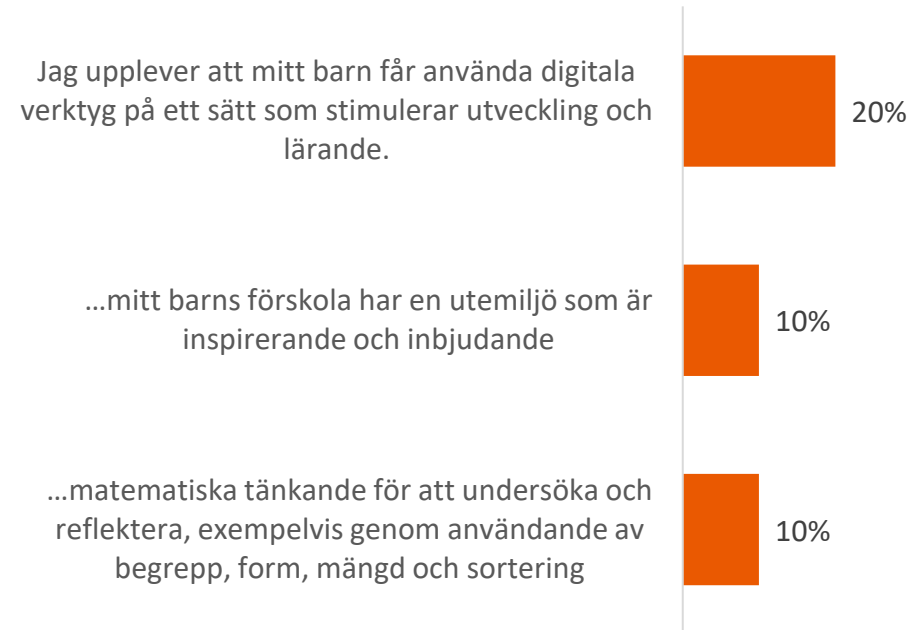 Jag upplever att mitt barn får använda digitala
verktyg på ett sätt som stimulerar utveckling och
lärande.
20%
…mitt barns förskola har en utemiljö som är
inspirerande och inbjudande
10%
…matematiska tänkande för att undersöka och
reflektera, exempelvis genom användande av
begrepp, form, mängd och sortering
10%